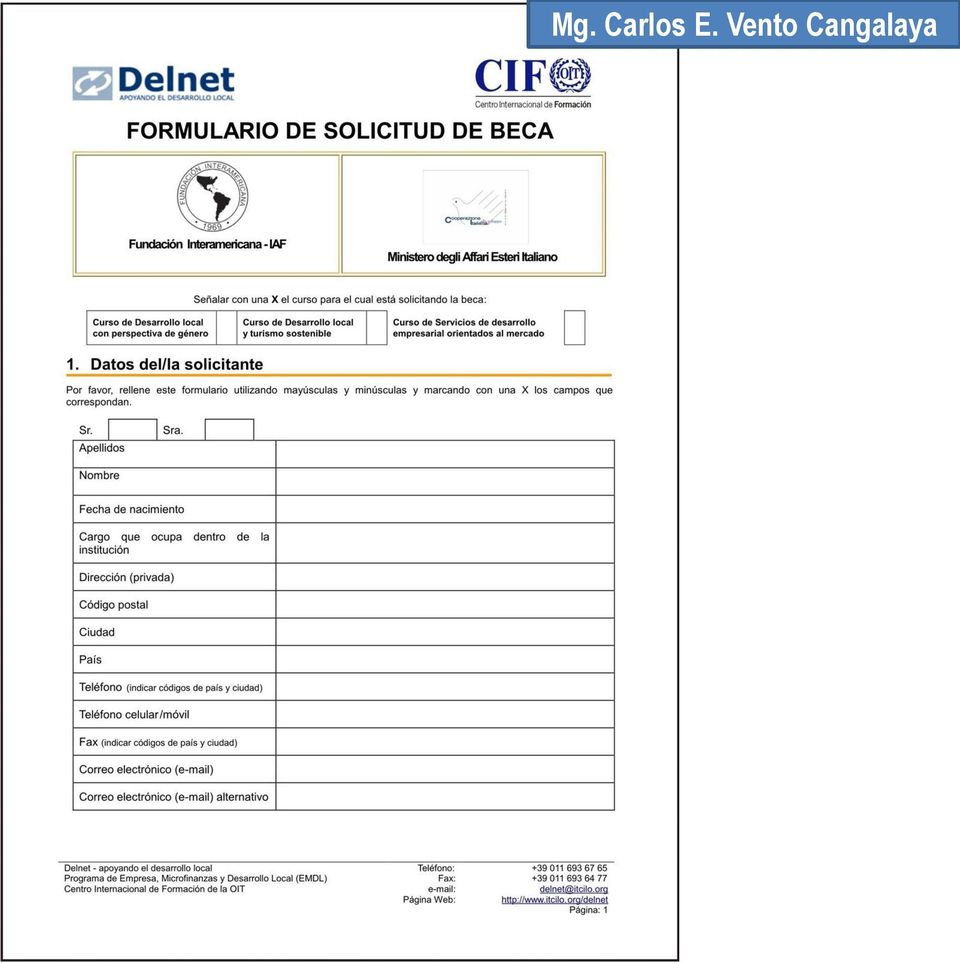 Mg. Carlos E. Vento Cangalaya
Delnet
APOYANDO EL DESARROLLO LOCAL
CIF OIT
Centro Internacional de Formación
FORMULARIO DE SOLICITUD DE BECA
FUNDACIÓN INTERAMERICANA
1969
Fundación Interamericana - IAF
Cooperazione
Italiana
Ministero degli Affari Esteri Italiano
Señalar con una X el curso para el cual está solicitando la beca:
Curso de Desarrollo local
con perspectiva de género
Curso de Desarrollo local
y turismo sostenible
Curso de Servicios de desarrollo
empresarial orientados al mercado
1. Datos del/la solicitante
Por favor, rellene este formulario utilizando mayúsculas y minúsculas y marcando con una X los campos que
correspondan.
Sr. Sra.
Apellidos
Nombre
Fecha de nacimiento
Cargo que ocupa dentro de la
institución
Dirección (privada)
Código postal
Ciudad
País
Teléfono (indicar códigos de país y ciudad)
Teléfono celular/móvil
Fax (indicar códigos de país y ciudad)
Correo electrónico (e-mail)
Correo electrónico (e-mail) alternativo
Delnet - apoyando el desarrollo local Teléfono: +39 011 693 67 65
Programa de Empresa, Microfinanzas y Desarrollo Local (EMDL) Fax: +39 011 693 64 77
Centro Internacional de Formación de la OIT e-mail: delnet@itcilo.org
Página Web: http://www.itcilo.org/delnet
Página: 1